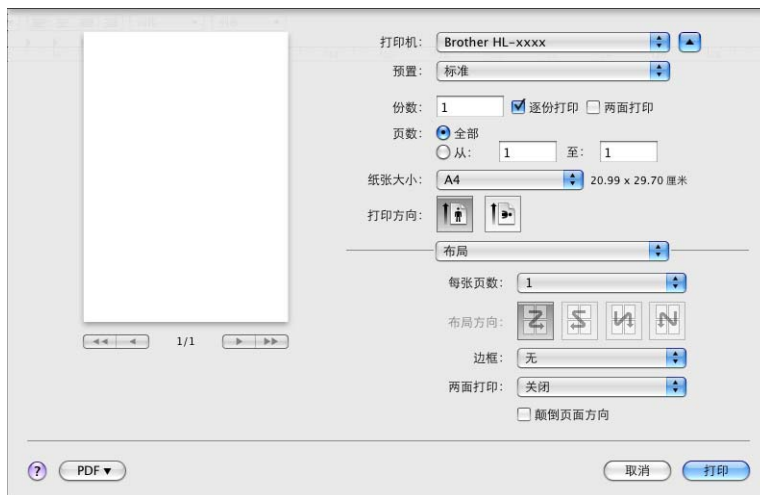 打印机: Brother HL-xxxx
预置: 标准
份数: 1 逐份打印 两面打印
页数: 全部
从: 1 至: 1
纸张大小: A4 20.99 x 29.70 厘米
打印方向:
布局
每张页数: 1
布局方向:
边框: 无
两面打印: 关闭
颠倒页面方向
1/1
? PDF 取消 打印